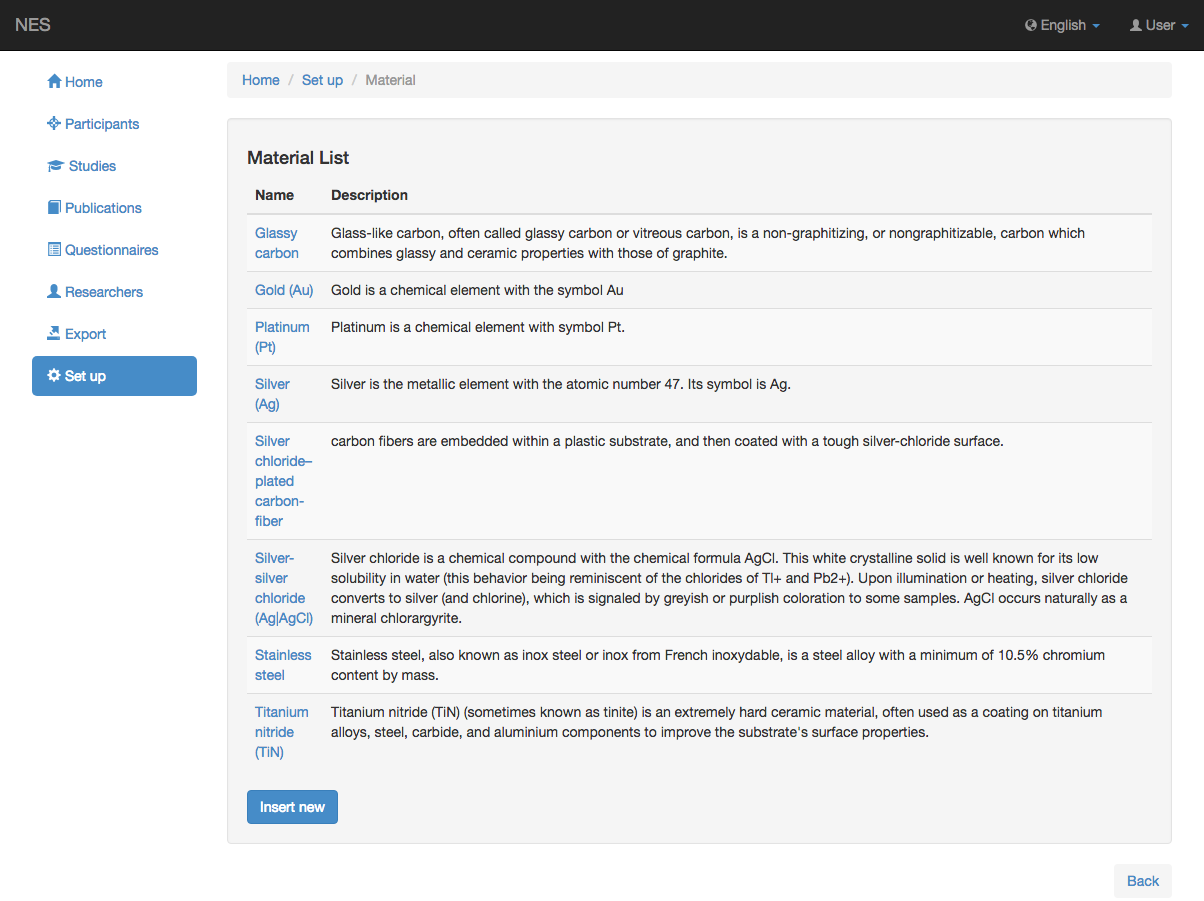 NES
English
User
Home
Participants
Studies
Publications
Questionnaires
Researchers
Export
Set up
Home / Set up / Material
Material List
Name Description
Glassy
carbon
Glass-like carbon, often called glassy carbon or vitreous carbon, is a non-graphitizing, or nongraphitizable, carbon which
combines glassy and ceramic properties with those of graphite.
Gold (Au)
Gold is a chemical element with the symbol Au
Platinum
(Pt)
Platinum is a chemical element with symbol Pt.
Silver
(Ag)
Silver is the metallic element with the atomic number 47. Its symbol is Ag.
Silver
chloride–
plated
carbon-
fiber
carbon fibers are embedded within a plastic substrate, and then coated with a tough silver-chloride surface.
Silver-
silver
chloride
(Ag|AgCl)
Silver chloride is a chemical compound with the chemical formula AgCl. This white crystalline solid is well known for its low
solubility in water (this behavior being reminiscent of the chlorides of Tl+ and Pb2+). Upon illumination or heating, silver chloride
converts to silver (and chlorine), which is signaled by greyish or purplish coloration to some samples. AgCl occurs naturally as a
mineral chlorargyrite.
Stainless
steel
Stainless steel, also known as inox steel or inox from French inoxydable, is a steel alloy with a minimum of 10.5% chromium
content by mass.
Titanium
nitride
(TiN)
Titanium nitride (TiN) (sometimes known as tinite) is an extremely hard ceramic material, often used as a coating on titanium
alloys, steel, carbide, and aluminium components to improve the substrate's surface properties.
Insert new
Back